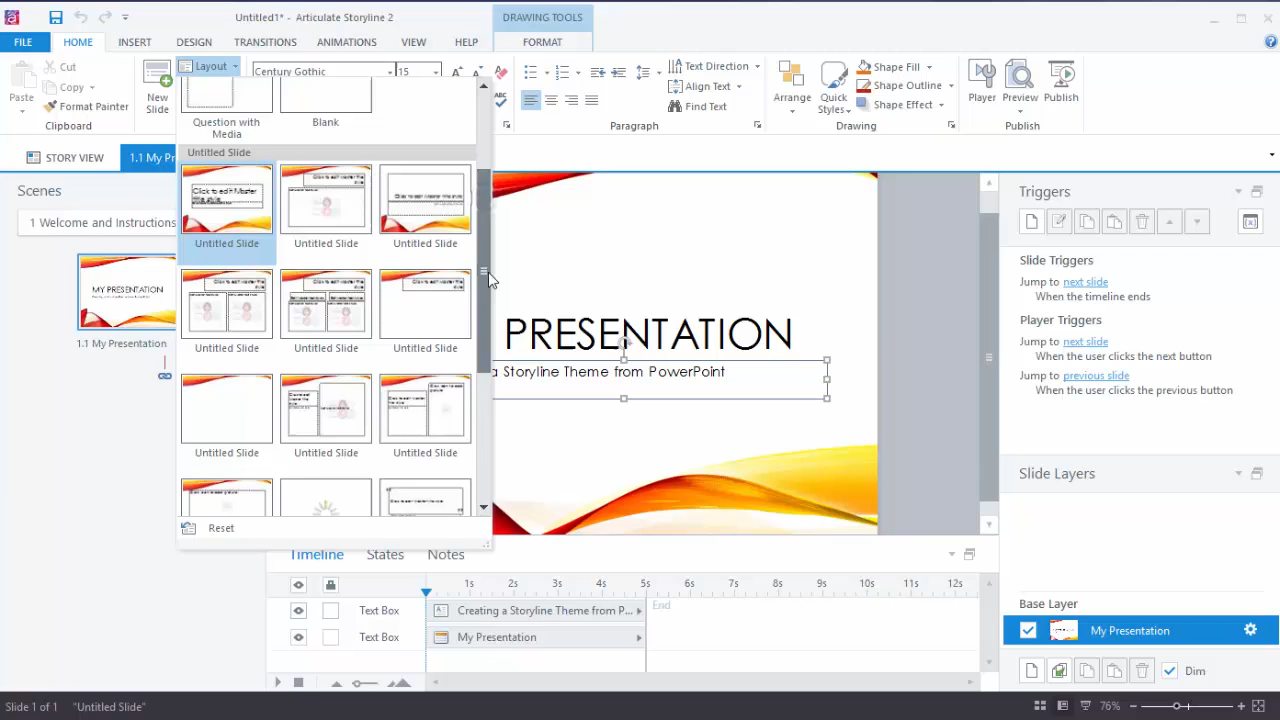 Untitled1* - Articulate Storyline 2
DRAWING TOOLS
FILE HOME INSERT DESIGN TRANSITIONS ANIMATIONS VIEW HELP FORMAT
Paste
Cut
Copy
Format Painter
Clipboard
New Slide
Layout
Century Gothic 15
ABC
Text Direction
Align Text
Find Text
Paragraph
Arrange
Quick Styles
Shape Fill
Shape Outline
Shape Effect
Drawing
Player Preview Publish
Publish
STORY VIEW
1.1 My Pr
Scenes
1 Welcome and Instructions
MY PRESENTATION
1.1 My Presentation
Question with Media
Blank
Untitled Slide
Click to edit Master
Untitled Slide Untitled Slide Untitled Slide
Untitled Slide Untitled Slide Untitled Slide
Untitled Slide Untitled Slide Untitled Slide
Reset
PRESENTATION
a Storyline Theme from PowerPoint
Triggers
Slide Triggers
Jump to next slide
When the timeline ends
Player Triggers
Jump to next slide
When the user clicks the next button
Jump to previous slide
When the user clicks the previous button
Slide Layers
Base Layer
My Presentation
Dim
Timeline States Notes
1s 2s 3s 4s 5s 6s 7s 8s 9s 10s 11s 12s
Text Box Creating a Storyline Theme from P...
End
Text Box My Presentation
Slide 1 of 1 "Untitled Slide"
76%